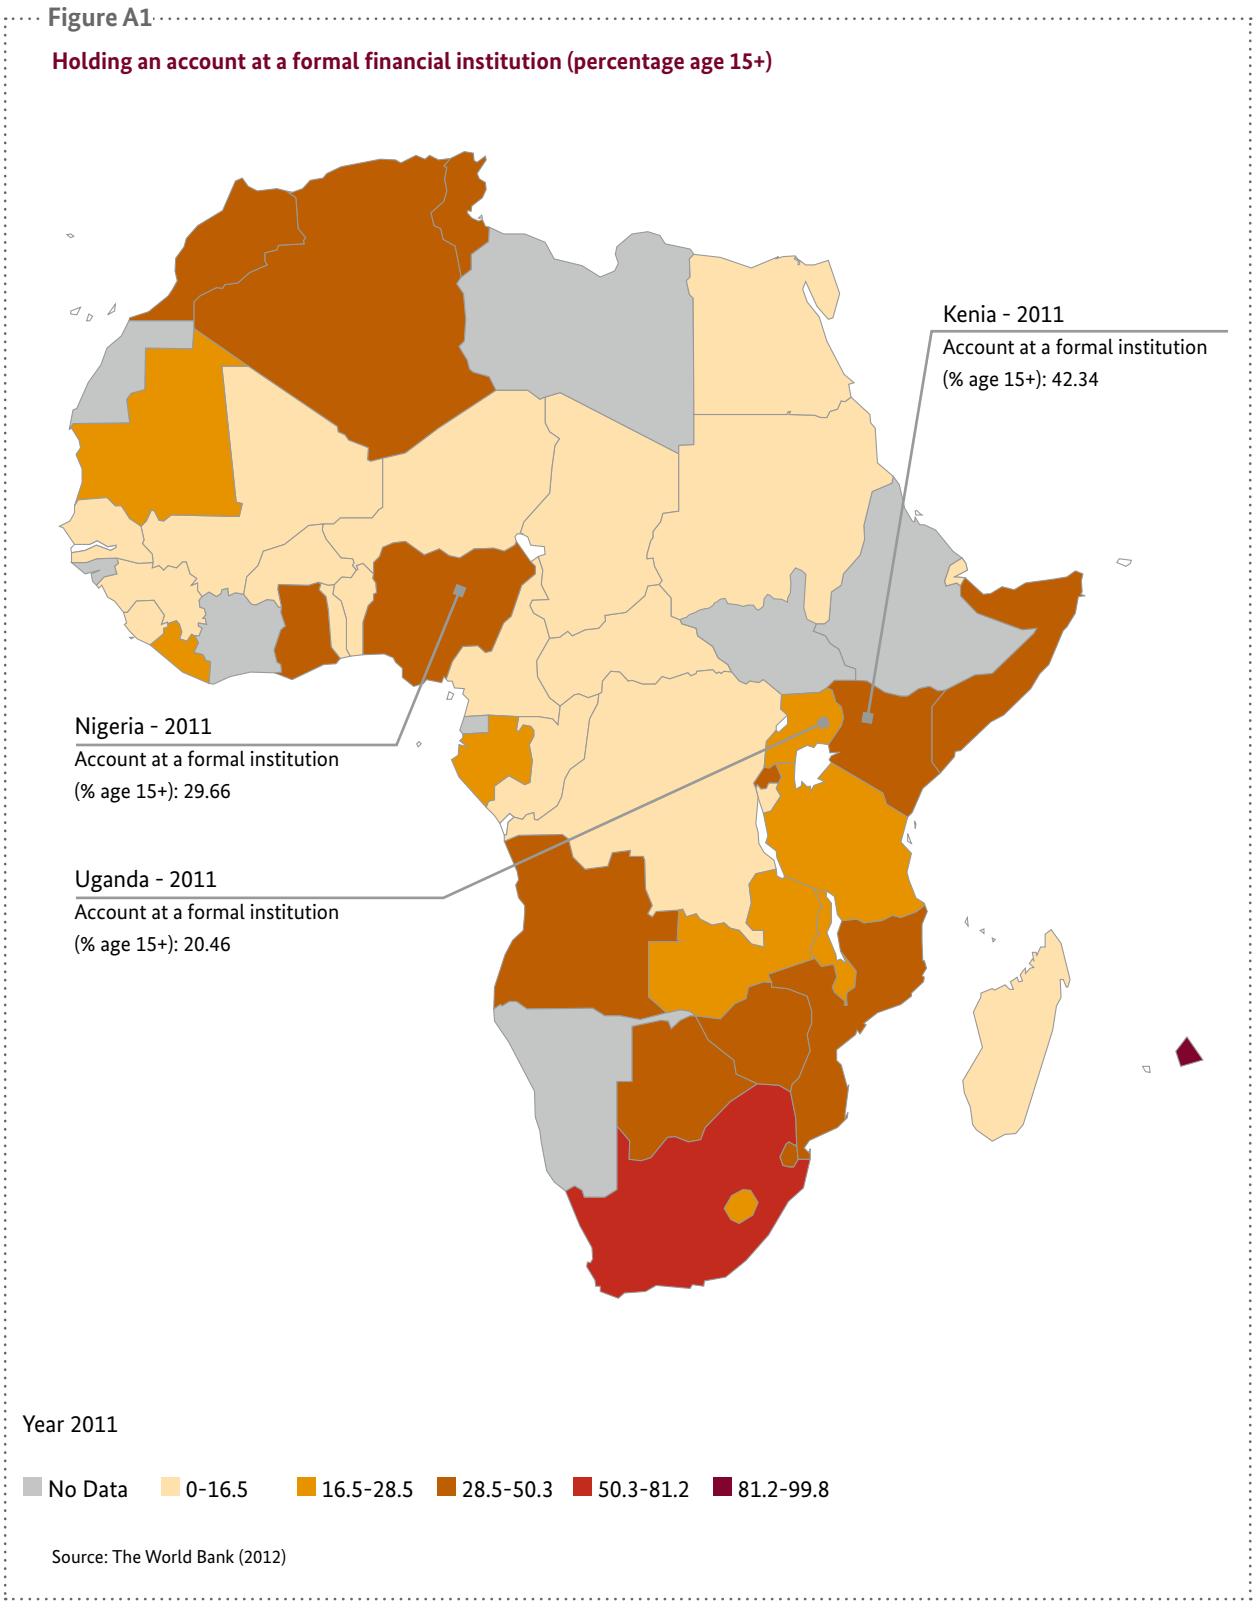 Figure A1
Holding an account at a formal financial institution (percentage age 15+)
Kenia - 2011
Account at a formal institution
(% age 15+): 42.34
Nigeria - 2011
Account at a formal institution
(% age 15+): 29.66
Uganda - 2011
Account at a formal institution
(% age 15+): 20.46
Year 2011
No Data 0-16.5 16.5-28.5 28.5-50.3 50.3-81.2 81.2-99.8
Source: The World Bank (2012)